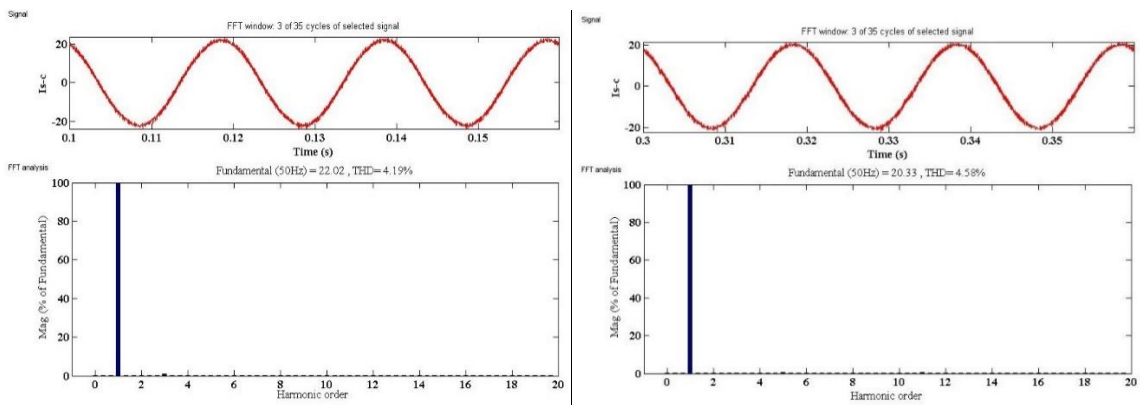 Signal
FFT window: 3 of 35 cycles of selected signal
20
0
-20
Is-c
0.1 0.11 0.12 0.13 0.14 0.15
Time (s)
FFT analysis
Fundamental (50Hz) = 22.02 , THD= 4.19%
100
80
60
40
20
0
Mag (% of Fundamental)
0 2 4 6 8 10 12 14 16 18 20
Harmonic order
Signal
FFT window: 3 of 35 cycles of selected signal
20
0
-20
Is-c
0.3 0.31 0.32 0.33 0.34 0.35
Time (s)
FFT analysis
Fundamental (50Hz) = 20.33 , THD= 4.58%
100
80
60
40
20
0
Mag (% of Fundamental)
0 2 4 6 8 10 12 14 16 18 20
Harmonic order